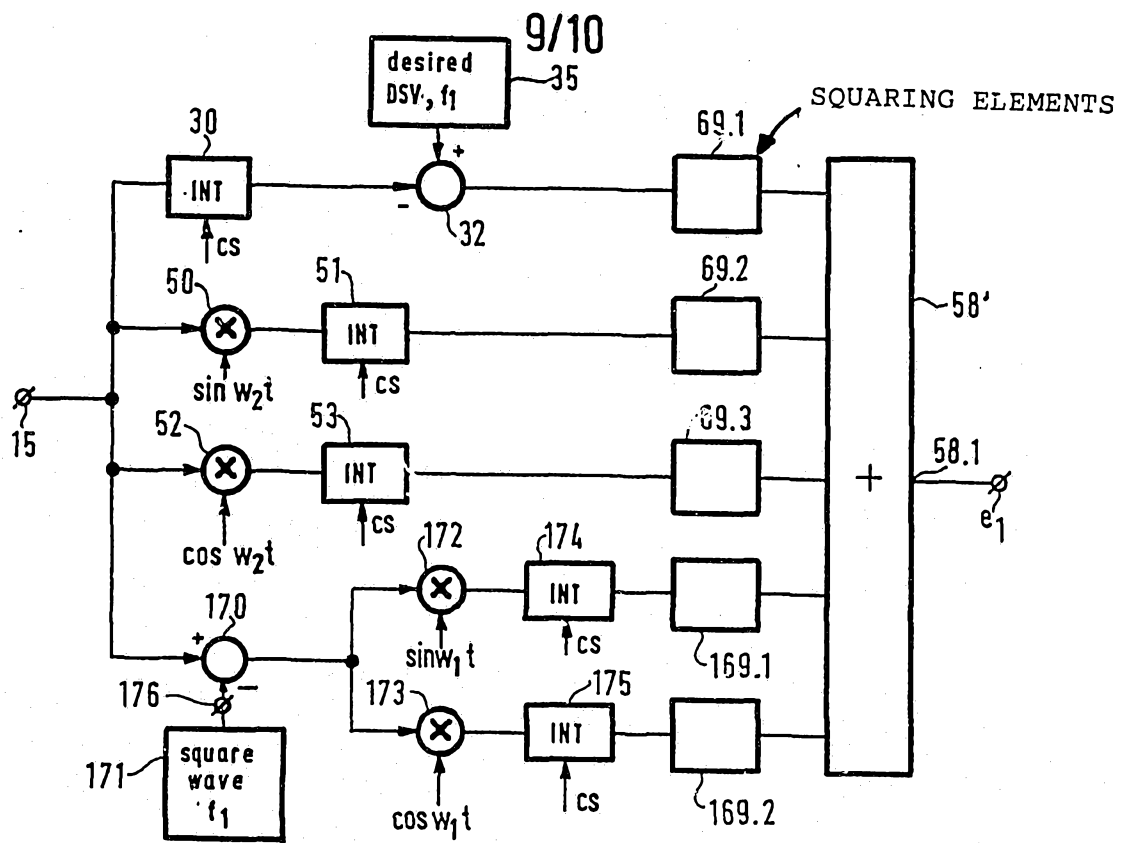 9/10
desired
DSV, f1
35
SQUARING ELEMENTS
30
INT
CS
+
-
32
69.1
50
sin w2t
51
INT
CS
69.2
58'
15
52
cos w2t
53
INT
CS
69.3
+
58.1
e1
172
sinw1t
174
INT
CS
169.1
170
+
-
176
171
square
wave
f1
173
cos w1t
175
INT
CS
169.2